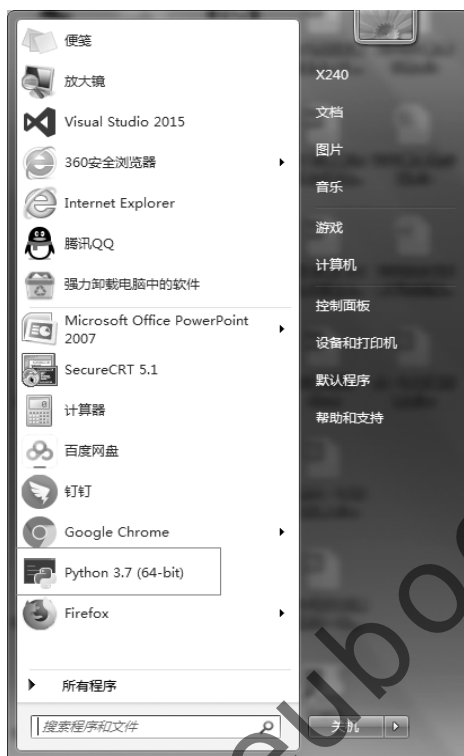 便笺
放大镜
Visual Studio 2015
360安全浏览器
Internet Explorer
腾讯QQ
强力卸载电脑中的软件
Microsoft Office PowerPoint
2007
SecureCRT 5.1
计算器
百度网盘
钉钉
Google Chrome
Python 3.7 (64-bit)
Firefox
所有程序
搜索程序和文件
X240
文档
图片
音乐
游戏
计算机
控制面板
设备和打印机
默认程序
帮助和支持
关机
eubo